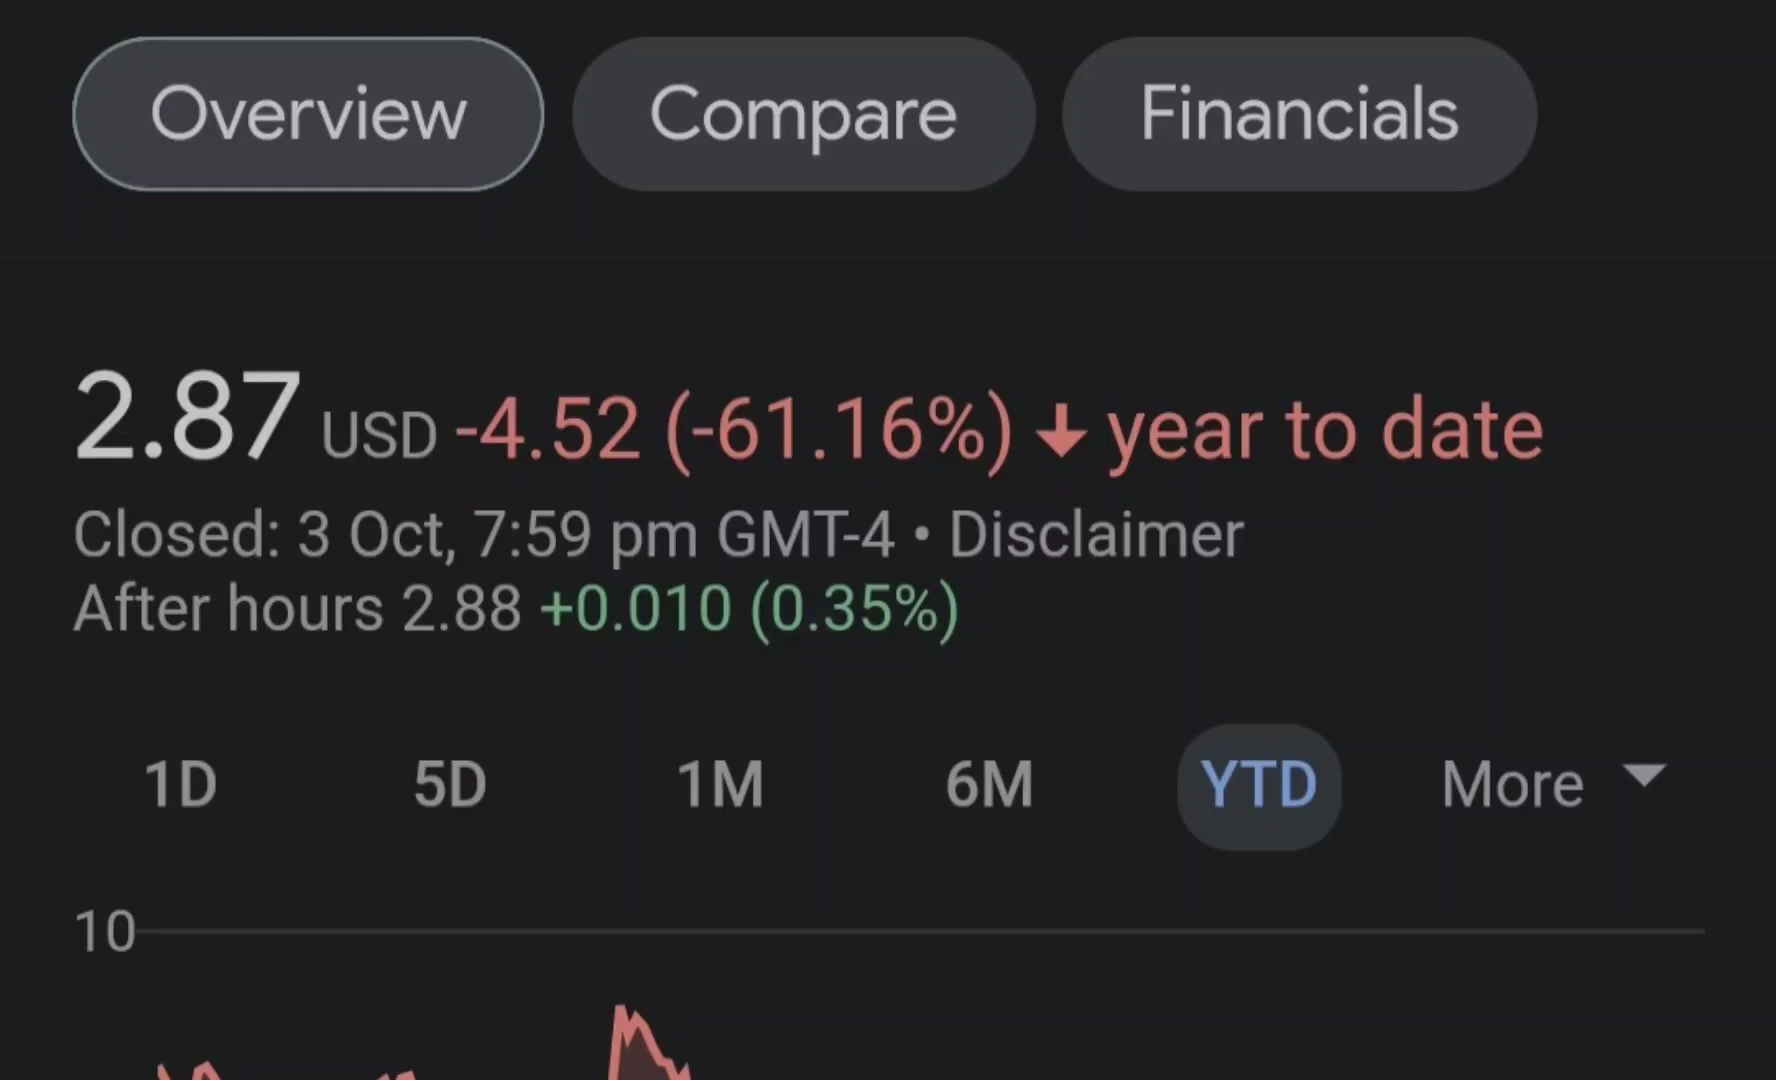 Overview Compare Financials
2.87 USD -4.52 (-61.16%) ↓ year to date
Closed: 3 Oct, 7:59 pm GMT-4 • Disclaimer
After hours 2.88 +0.010 (0.35%)
1D 5D 1M 6M YTD More
10